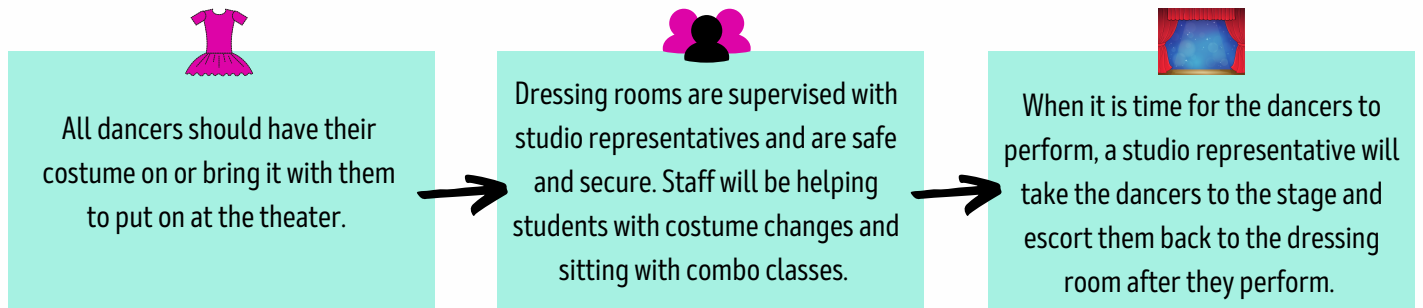 All dancers should have their
costume on or bring it with them
to put on at the theater.
Dressing rooms are supervised with
studio representatives and are safe
and secure. Staff will be helping
students with costume changes and
sitting with combo classes.
When it is time for the dancers to
perform, a studio representative will
take the dancers to the stage and
escort them back to the dressing
room after they perform.